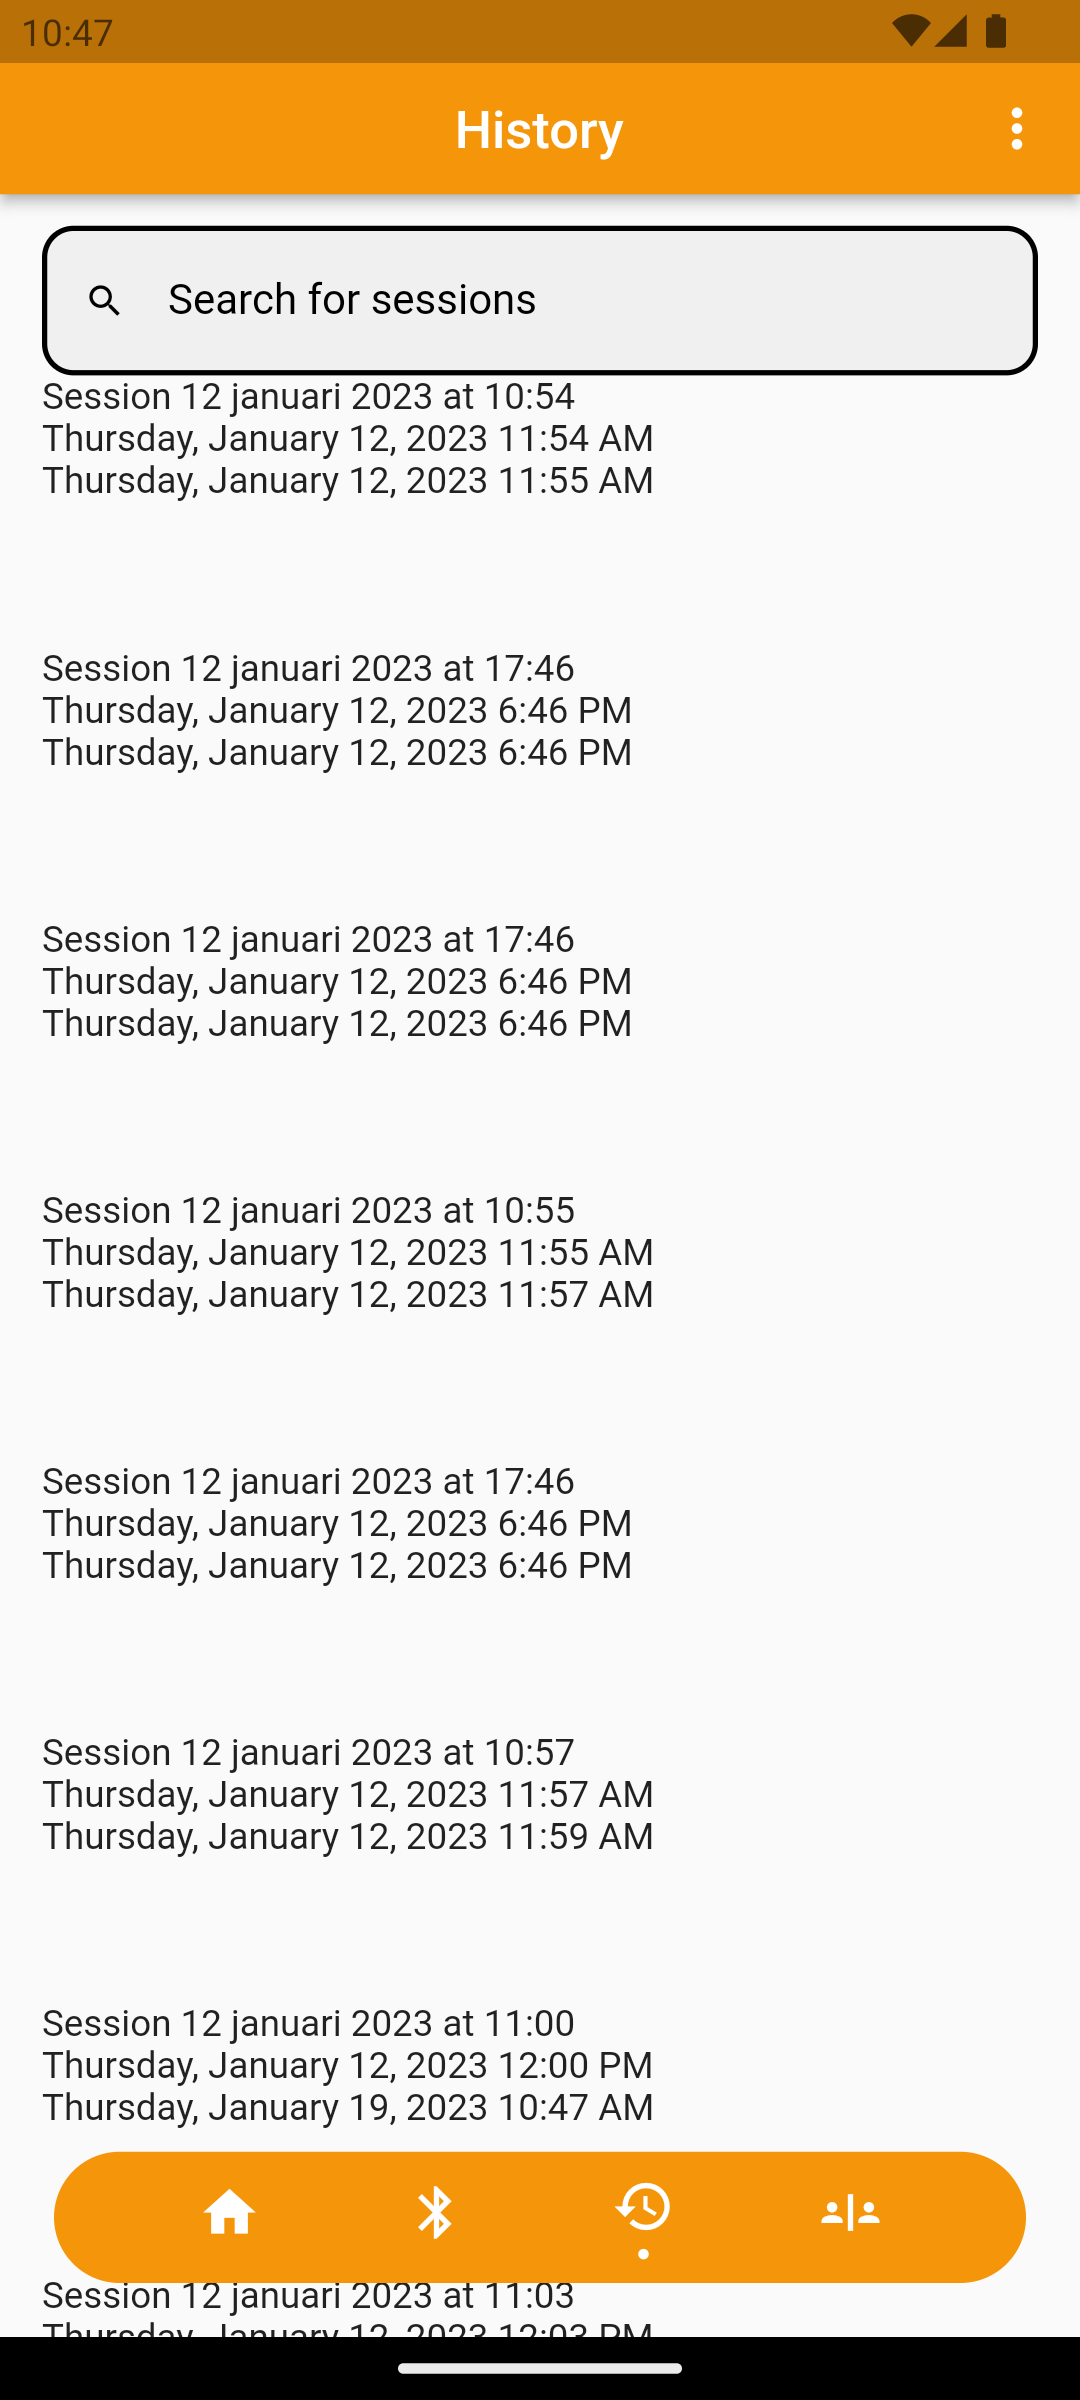 10:47
History
Search for sessions
Session 12 januari 2023 at 10:54
Thursday, January 12, 2023 11:54 AM
Thursday, January 12, 2023 11:55 AM
Session 12 januari 2023 at 17:46
Thursday, January 12, 2023 6:46 PM
Thursday, January 12, 2023 6:46 PM
Session 12 januari 2023 at 17:46
Thursday, January 12, 2023 6:46 PM
Thursday, January 12, 2023 6:46 PM
Session 12 januari 2023 at 10:55
Thursday, January 12, 2023 11:55 AM
Thursday, January 12, 2023 11:57 AM
Session 12 januari 2023 at 17:46
Thursday, January 12, 2023 6:46 PM
Thursday, January 12, 2023 6:46 PM
Session 12 januari 2023 at 10:57
Thursday, January 12, 2023 11:57 AM
Thursday, January 12, 2023 11:59 AM
Session 12 januari 2023 at 11:00
Thursday, January 12, 2023 12:00 PM
Thursday, January 19, 2023 10:47 AM
Session 12 januari 2023 at 11:03
Thursday, January 12, 2023 12:03 PM